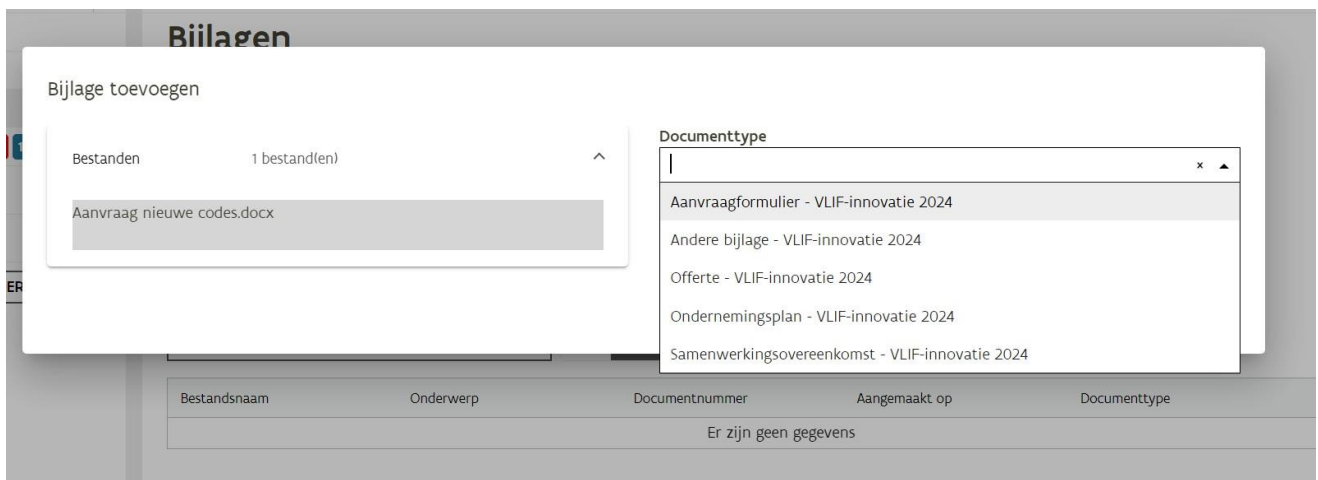 Bijlagen
Bijlage toevoegen
Documenttype
Bestanden 1 bestand(en)
Aanvraag nieuwe codes.docx
Aanvraagformulier - VLIF-innovatie 2024
Andere bijlage - VLIF-innovatie 2024
Offerte - VLIF-innovatie 2024
Ondernemingsplan - VLIF-innovatie 2024
Samenwerkingsovereenkomst - VLIF-innovatie 2024
ER
Bestandsnaam Onderwerp Documentnummer Aangemaakt op Documenttype
Er zijn geen gegevens